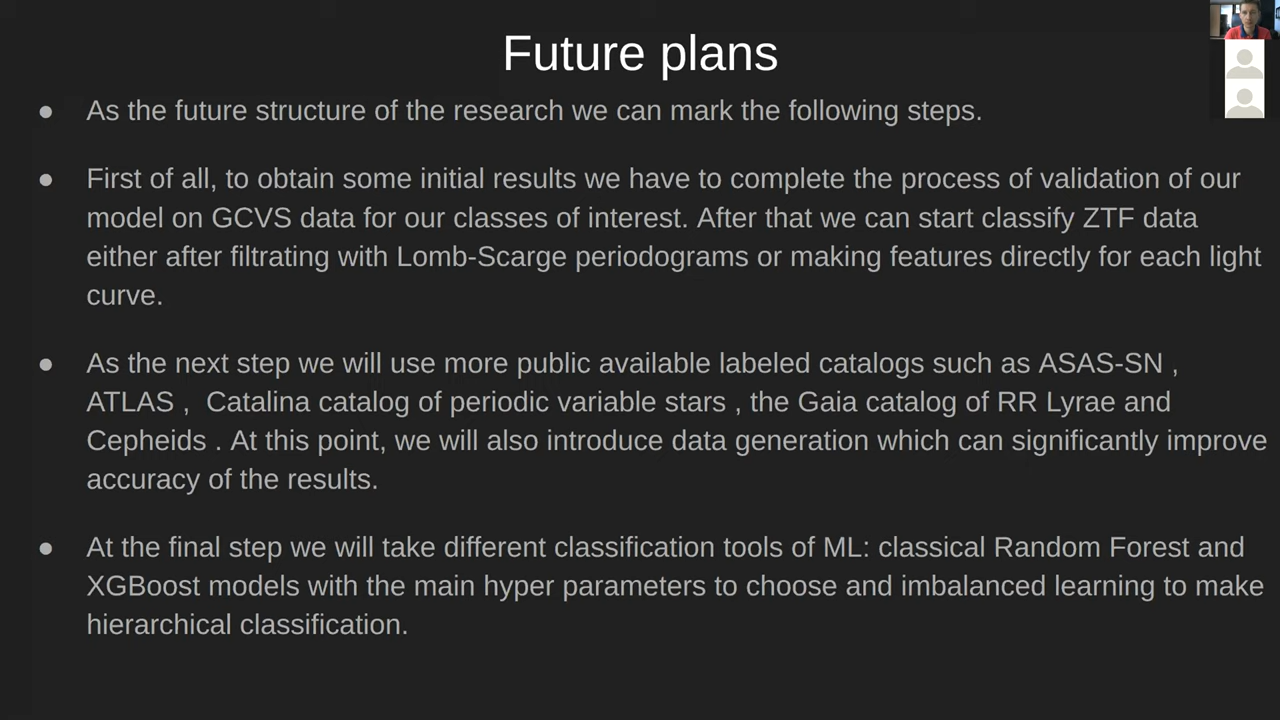 Future plans
● As the future structure of the research we can mark the following steps.
● First of all, to obtain some initial results we have to complete the process of validation of our
model on GCVS data for our classes of interest. After that we can start classify ZTF data
either after filtrating with Lomb-Scarge periodograms or making features directly for each light
curve.
● As the next step we will use more public available labeled catalogs such as ASAS-SN ,
ATLAS ,  Catalina catalog of periodic variable stars , the Gaia catalog of RR Lyrae and
Cepheids . At this point, we will also introduce data generation which can significantly improve
accuracy of the results.
● At the final step we will take different classification tools of ML: classical Random Forest and
XGBoost models with the main hyper parameters to choose and imbalanced learning to make
hierarchical classification.